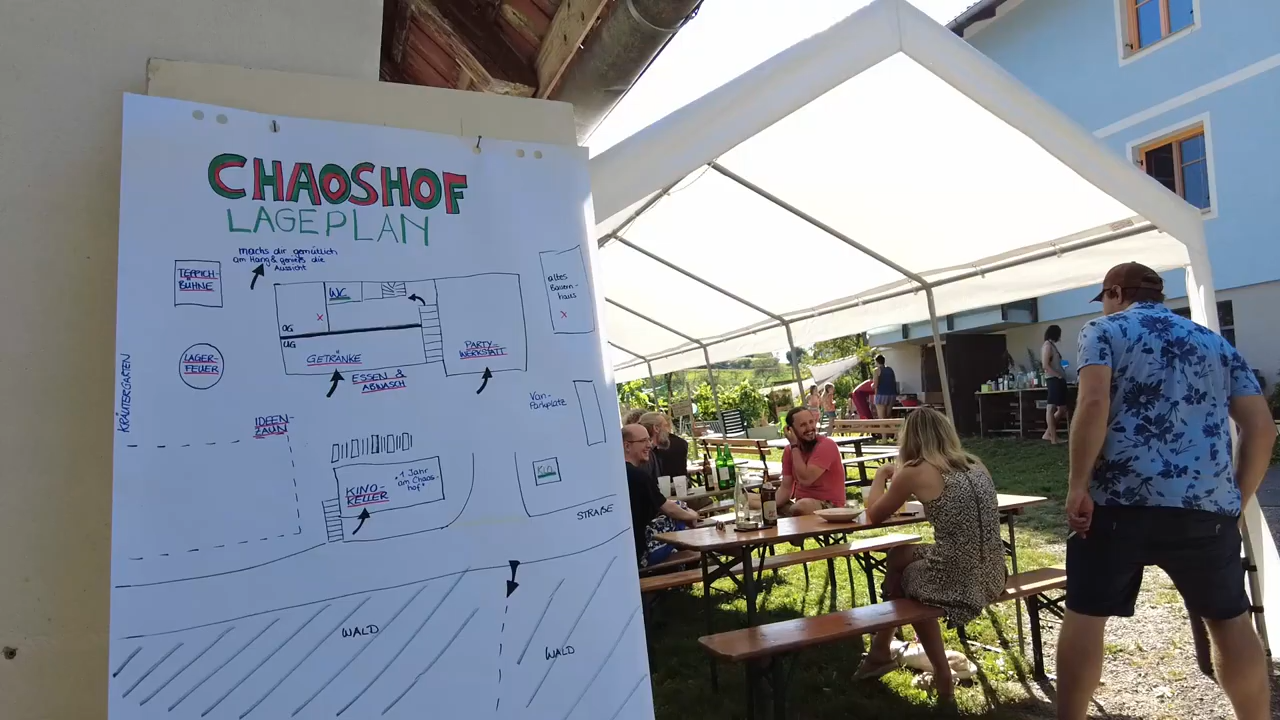 CHAOSHOF
LAGEPLAN
machs dir gemütlich
am Hang & genieß die
Aussicht
TEPPICH-
BÜHNE
WC
altes
Bauern-
haus
x
x
OG
UG
GETRÄNKE
PARTY-
WERKSTATT
LAGER-
FEUER
ESSEN &
ABWASCH
KRÄUTERGARTEN
Van-
Parkplätze
IDEEN-
ZAUN
KINO-
KELLER
"1 Jahr
am Chaos-
hof"
STRAßE
WALD
WALD